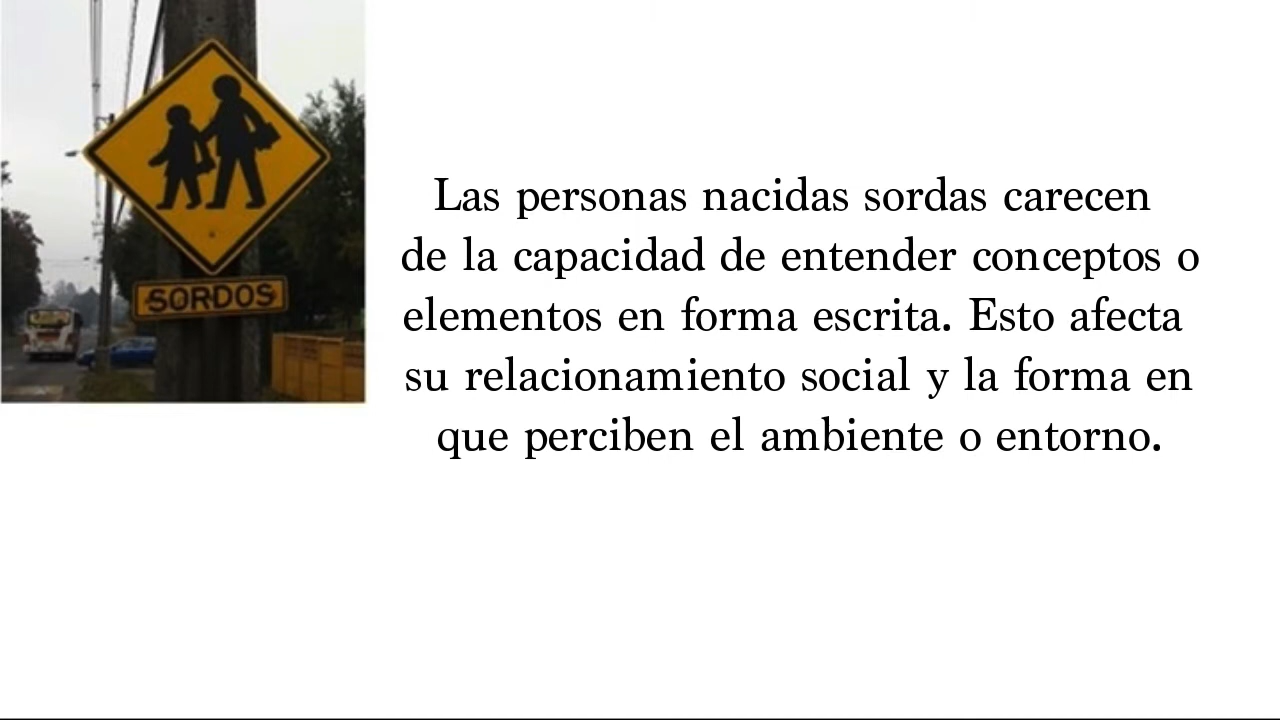 SORDOS
Las personas nacidas sordas carecen
de la capacidad de entender conceptos o
elementos en forma escrita. Esto afecta
su relacionamiento social y la forma en
que perciben el ambiente o entorno.